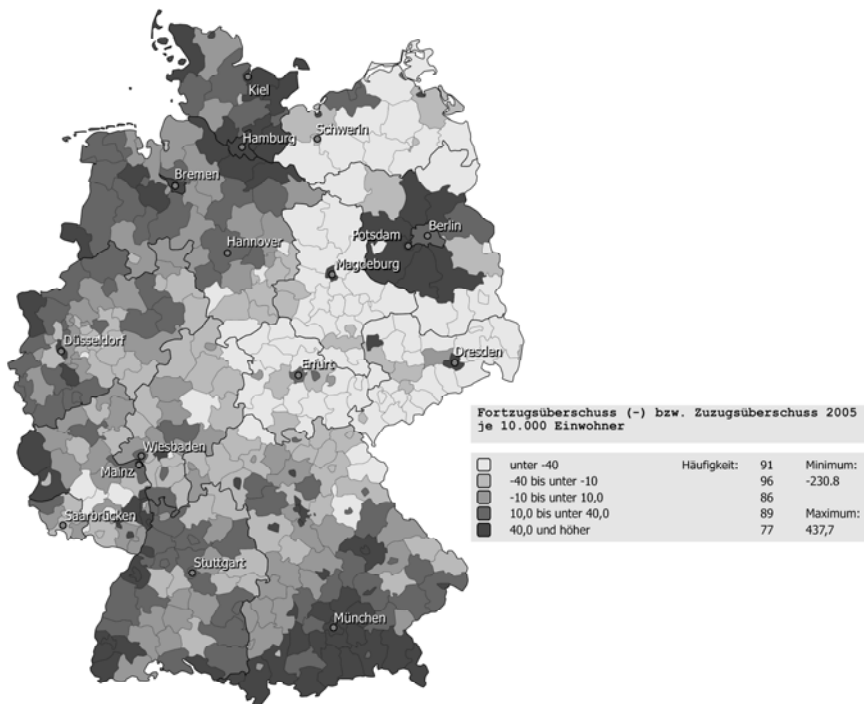 Kiel
Schwerin
Hamburg
Bremen
Berlin
Potsdam
Hannover
Magdeburg
Düsseldorf
Dresden
Erfurt
Wiesbaden
Mainz
Saarbrücken
Stuttgart
München
Fortzugsüberschuss (-) bzw. Zuzugsüberschuss 2005
je 10.000 Einwohner
unter -40 Häufigkeit: 91 Minimum:
-40 bis unter -10 96 -230.8
-10 bis unter 10,0 86
10,0 bis unter 40,0 89 Maximum:
40,0 und höher 77 437,7